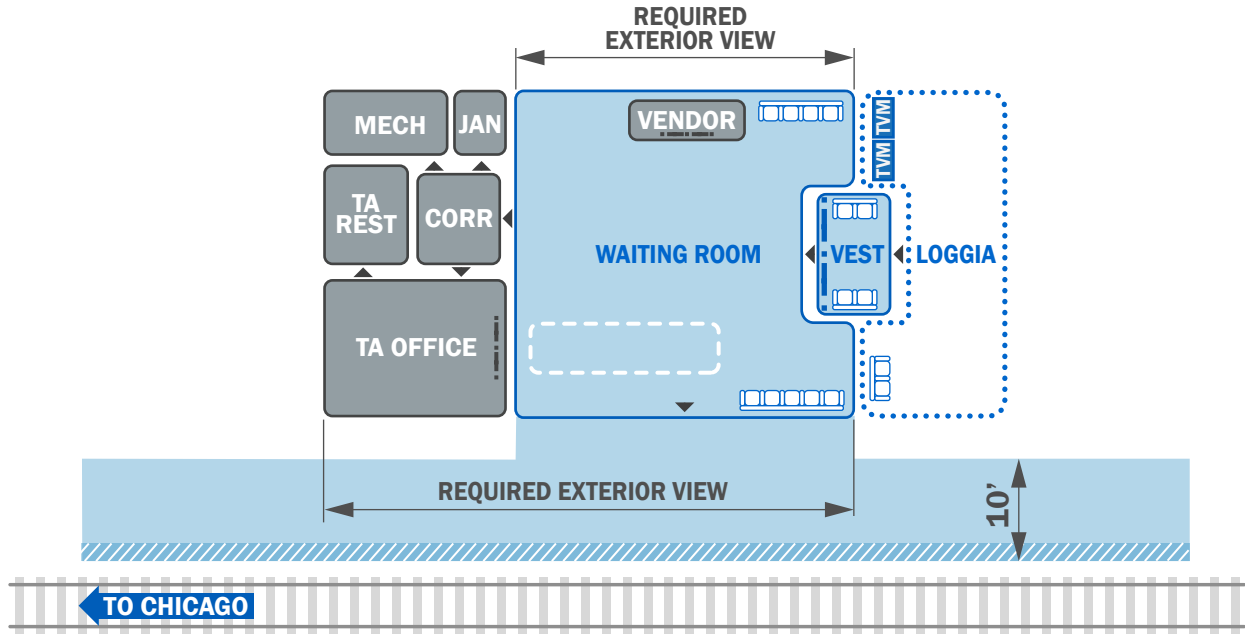 REQUIRED
EXTERIOR VIEW
MECH
JAN
VENDOR
TVM
TVM
TA
REST
CORR
WAITING ROOM
VEST
LOGGIA
TA OFFICE
REQUIRED EXTERIOR VIEW
10’
TO CHICAGO